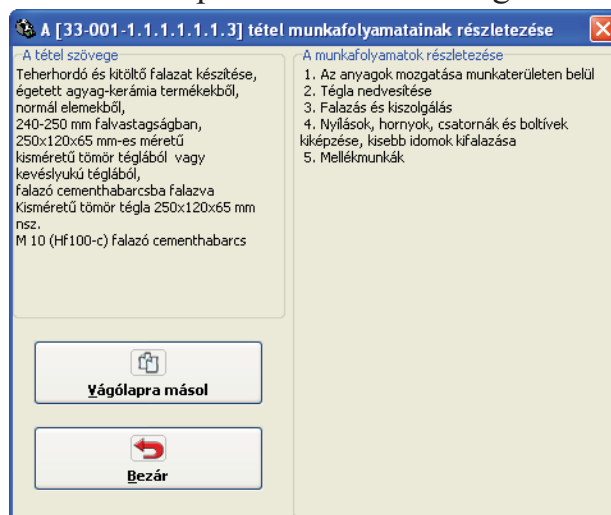 A [33-001-1.1.1.1.1.1.3] tétel munkafolyamatainak részletezése
A tétel szövege
Teherhordó és kitöltő falazat készítése,
égetett agyag-kerámia termékekből,
normál elemekből,
240-250 mm falvastagságban,
250x120x65 mm-es méretű
kisméretű tömör téglából vagy
kevéslyukú téglából,
falazó cementhabarcsba falazva
Kisméretű tömör tégla 250x120x65 mm
nsz.
M 10 (Hf100-c) falazó cementhabarcs
A munkafolyamatok részletezése
1. Az anyagok mozgatása munkaterületen belül
2. Tégla nedvesítése
3. Falazás és kiszolgálás
4. Nyílások, hornyok, csatornák és boltívek
kiképzése, kisebb idomok kifalazása
5. Mellékmunkák
Vágólapra másol
Bezár